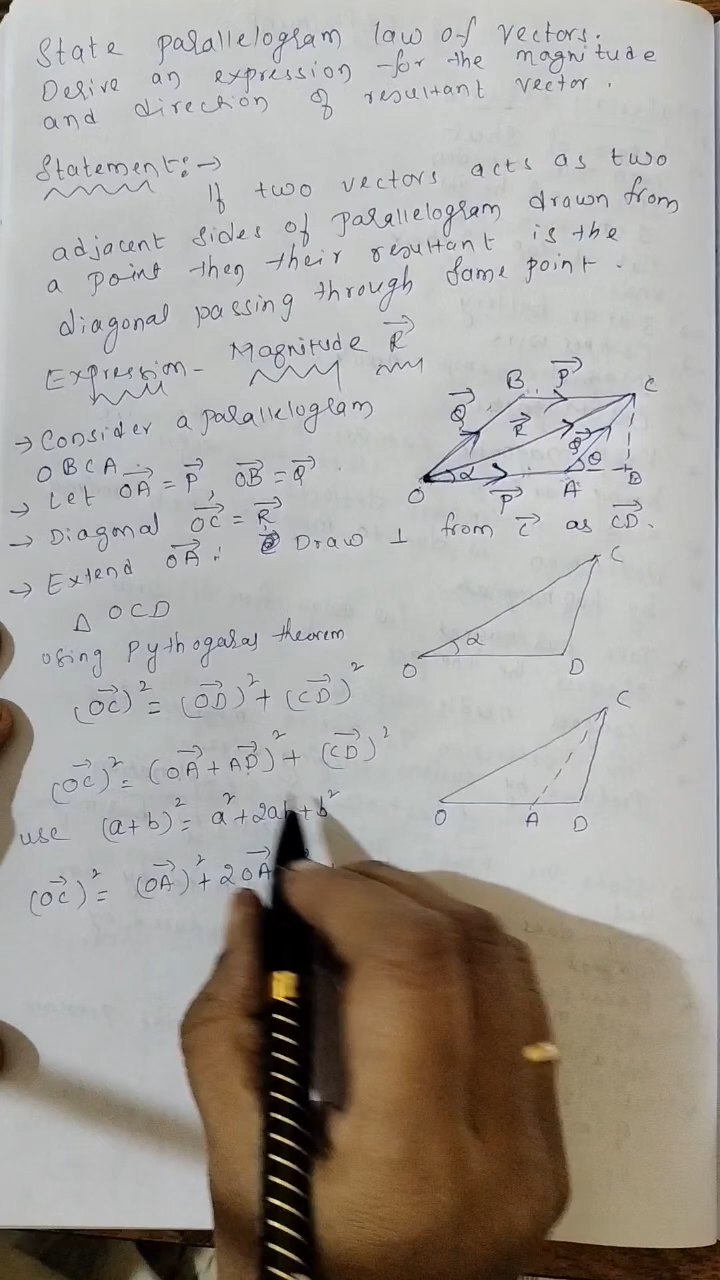 State parallelogram law of vectors.
Derive an expression for the magnitude
and direction of resultant vector.
Statement:→
If two vectors acts as two
adjacent sides of parallelogram drawn from
a point then their resultant is the
diagonal passing through same point.
Expression- Magnitude R⃗
→ Consider a parallelogram
OBCA.
→ Let OA⃗ = P⃗, OB⃗ = Q⃗
→ Diagonal OC⃗ = R⃗
→ Extend OA⃗. Draw ⊥ from C⃗ as CD⃗.
B P⃗ C
Q⃗ R⃗ Q⃗
O α P⃗ A θ D
Δ OCD
Using Pythogaras theorem
(OC⃗)² = (OD⃗)² + (CD⃗)²
C
O α D
(OC⃗)² = (OA⃗ + AD⃗)² + (CD⃗)²
C
O A D
use (a+b)² = a² + 2ab + b²
(OC⃗)² = (OA⃗)² + 2OA⃗